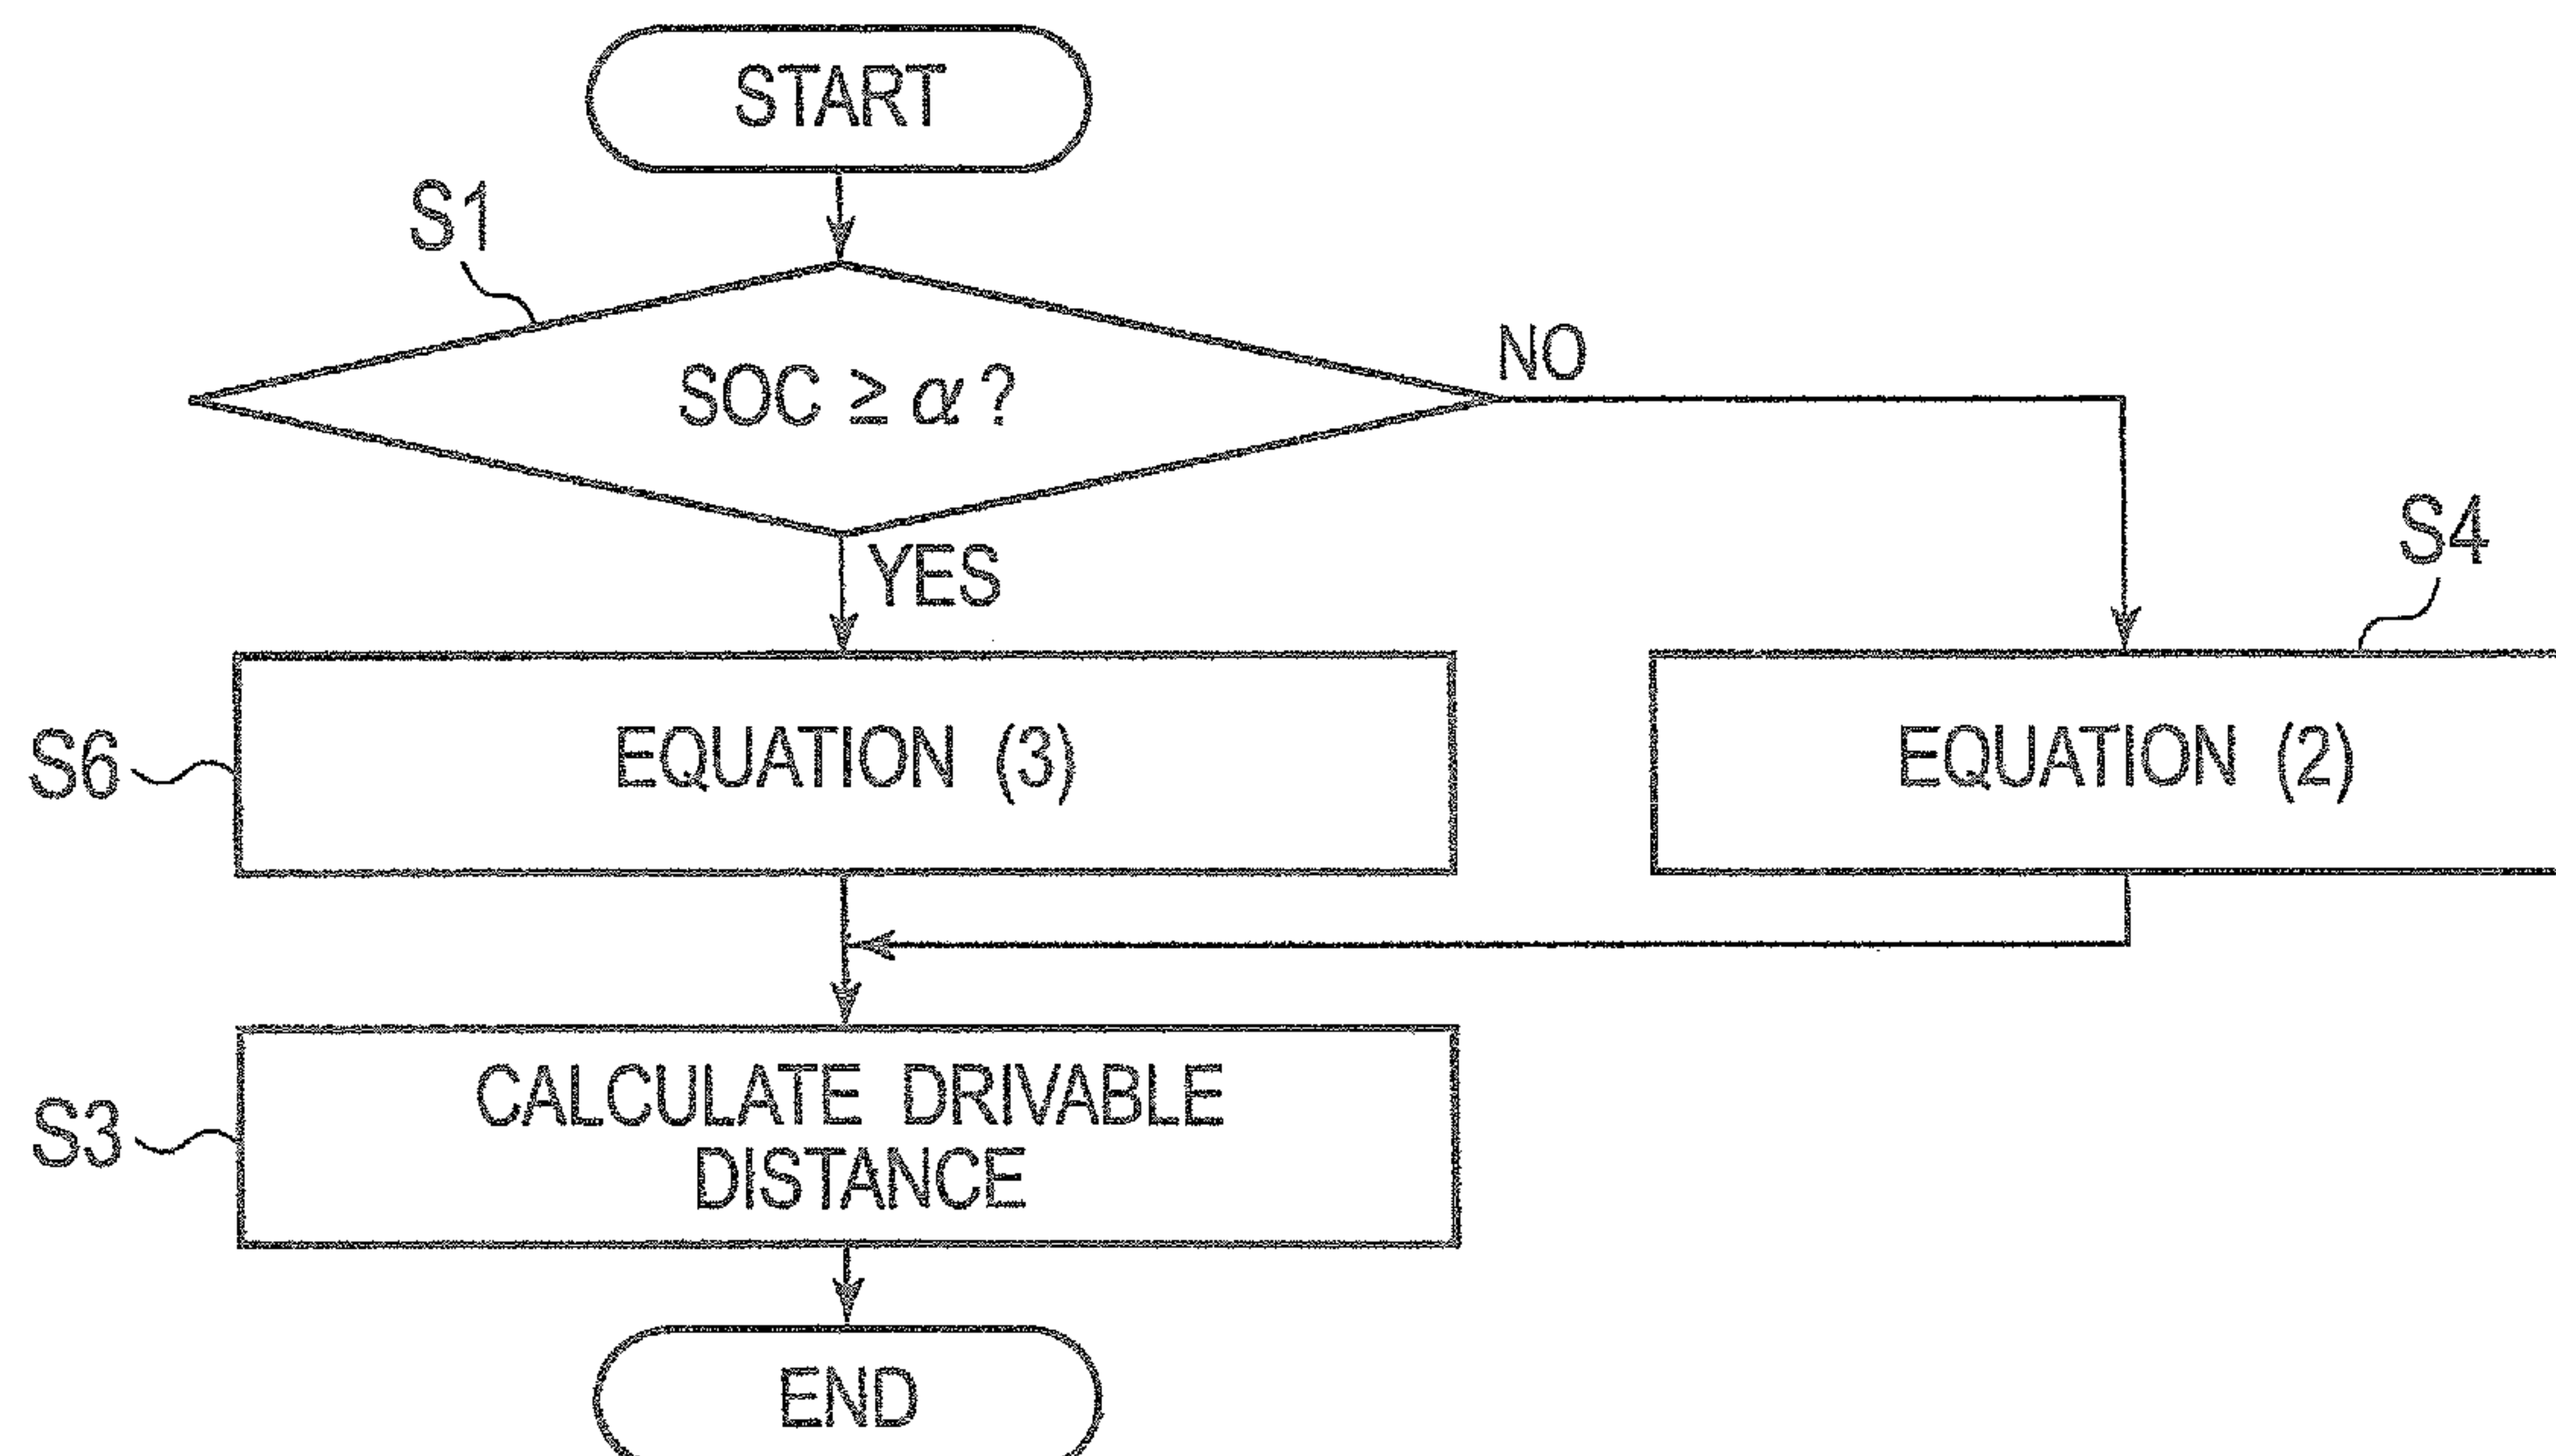 START
S1
SOC ≥ α ?
NO
YES
S4
S6
EQUATION (3)
EQUATION (2)
S3
CALCULATE DRIVABLE
DISTANCE
END